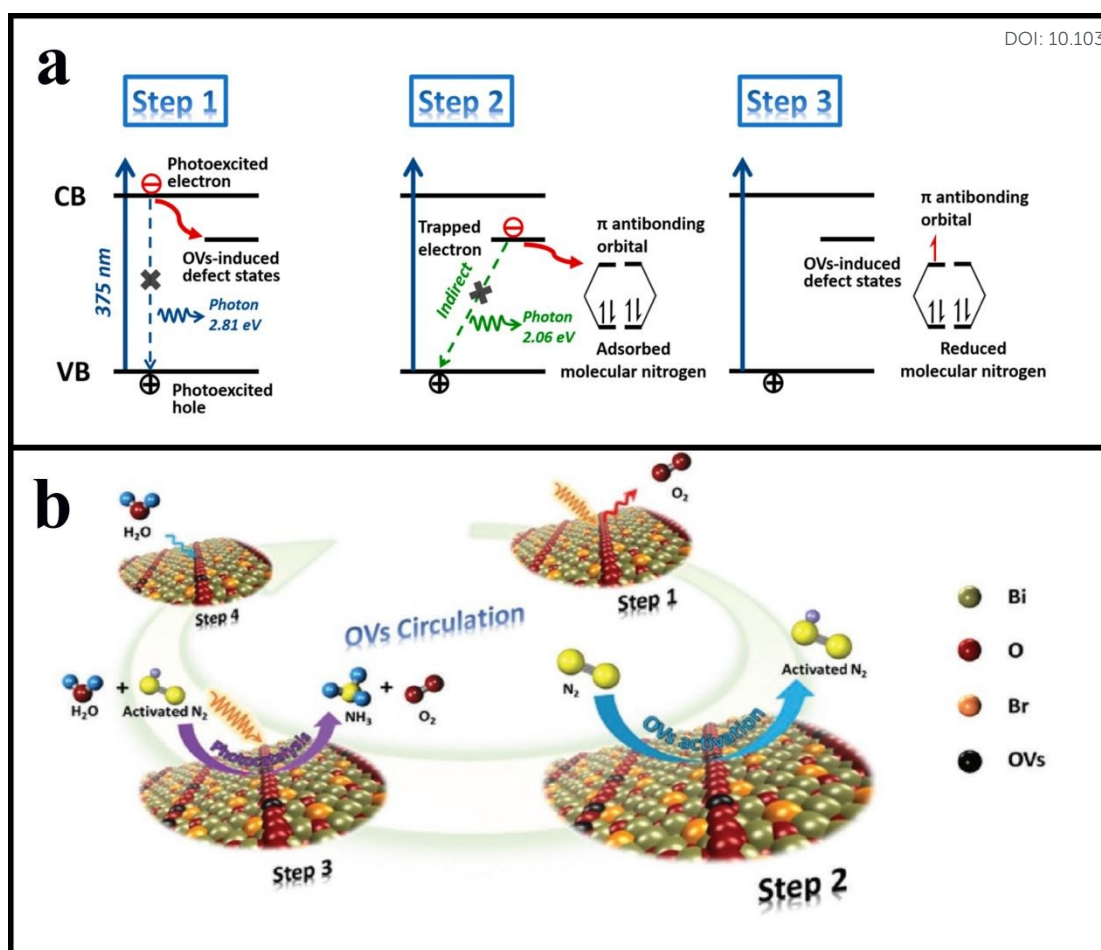 DOI: 10.103
a
Step 1
Step 2
Step 3
CB
VB
375 nm
Photoexcited
electron
OVs-induced
defect states
Photon
2.81 eV
Photoexcited
hole
Trapped
electron
Indirect
Photon
2.06 eV
π antibonding
orbital
Adsorbed
molecular nitrogen
π antibonding
orbital
OVs-induced
defect states
Reduced
molecular nitrogen
b
H₂O
Step 4
O₂
Step 1
OVs Circulation
H₂O
+
Activated N₂
Photocatalysis
NH₃
+
O₂
Step 3
N₂
OVs activation
Activated N₂
Step 2
Bi
O
Br
OVs